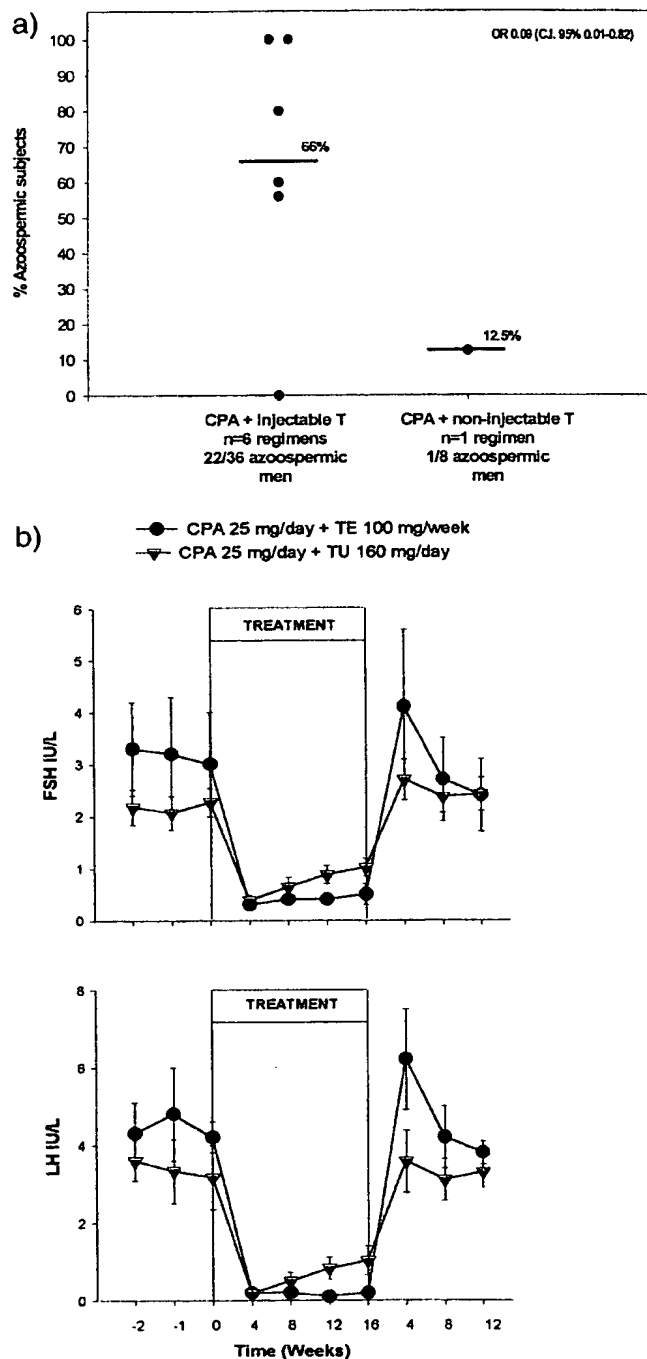 a)
OR 0.09 (C.I. 95% 0.01-0.82)
% Azoospermic subjects
100
90
80
70
60
50
40
30
20
10
0
66%
12.5%
CPA + injectable T
n=6 regimens
22/36 azoospermic
men
CPA + non-injectable T
n=1 regimen
1/8 azoospermic
men
b)
CPA 25 mg/day + TE 100 mg/week
CPA 25 mg/day + TU 160 mg/day
TREATMENT
FSH IU/L
6
5
4
3
2
1
0
TREATMENT
LH IU/L
8
6
4
2
0
-2 -1 0 4 8 12 16 4 8 12
Time (Weeks)